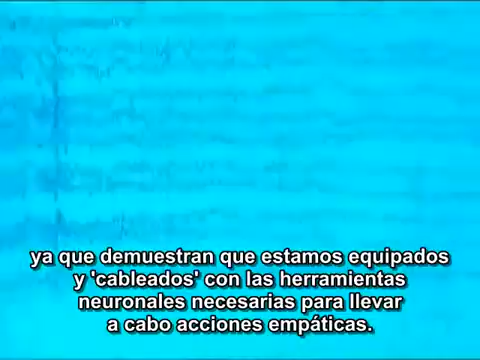 ya que demuestran que estamos equipados
y 'cableados' con las herramientas
neuronales necesarias para llevar
a cabo acciones empáticas.